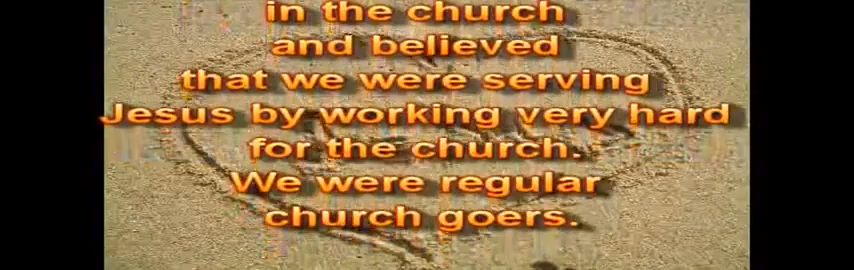 in the church
and believed
that we were serving
Jesus by working very hard
for the church.
We were regular
church goers.